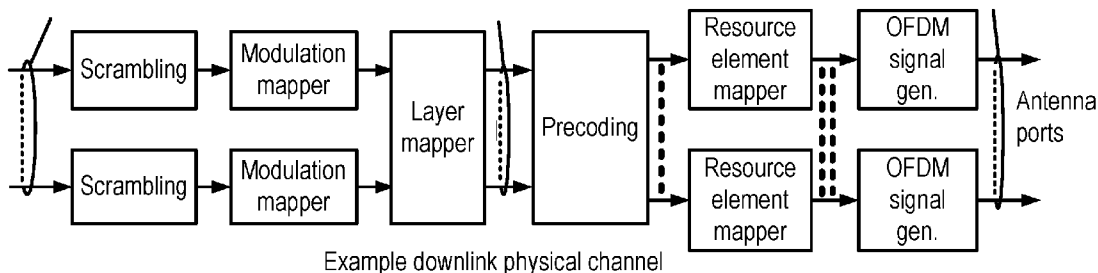 Scrambling
Modulation
mapper
Layer
mapper
Precoding
Resource
element
mapper
OFDM
signal
gen.
Antenna
ports
Scrambling
Modulation
mapper
Resource
element
mapper
OFDM
signal
gen.
Example downlink physical channel